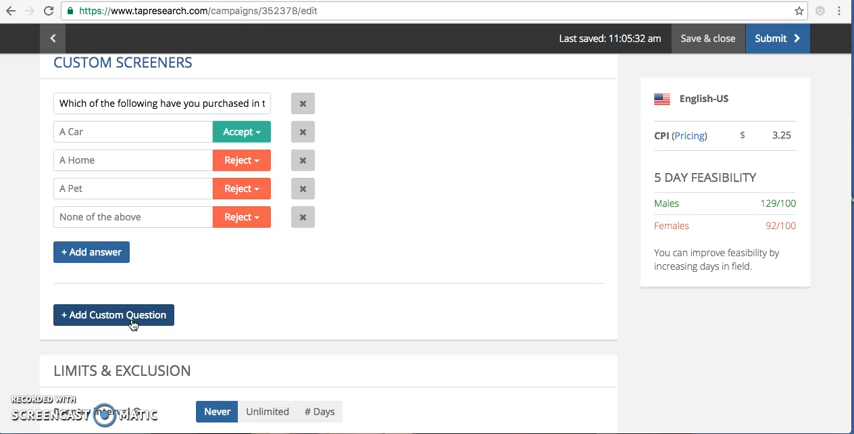 https://www.tapresearch.com/campaigns/352378/edit
Last saved: 11:05:32 am
Save & close
Submit
CUSTOM SCREENERS
Which of the following have you purchased in t
A Car
Accept
A Home
Reject
A Pet
Reject
None of the above
Reject
+ Add answer
+ Add Custom Question
LIMITS & EXCLUSION
Never
Unlimited
# Days
English-US
CPI (Pricing)
$
3.25
5 DAY FEASIBILITY
Males
129/100
Females
92/100
You can improve feasibility by
increasing days in field.
RECORDED WITH
SCREENCAST MATIC